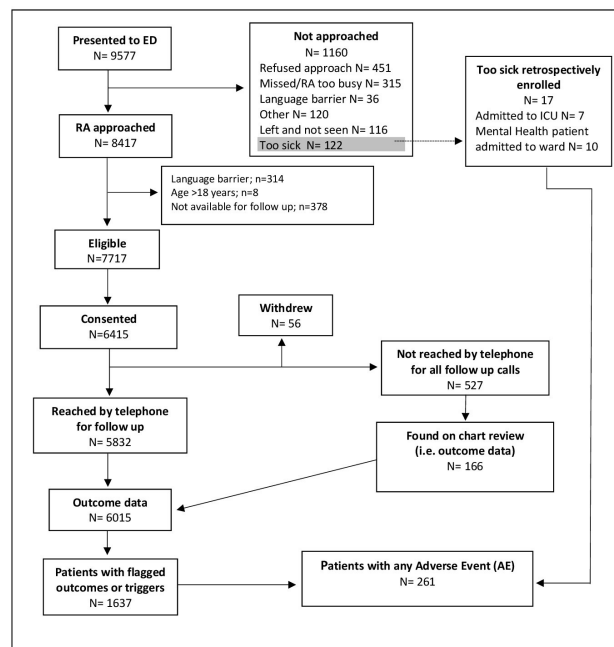 Presented to ED
N= 9577
Not approached
N= 1160
Refused approach N= 451
Missed/RA too busy N= 315
Language barrier N= 36
Other N= 120
Left and not seen N= 116
Too sick N= 122
Too sick retrospectively
enrolled
N= 17
Admitted to ICU N= 7
Mental Health patient
admitted to ward N= 10
RA approached
N= 8417
Language barrier; n=314
Age >18 years; n=8
Not available for follow up; n=378
Eligible
N=7717
Consented
N=6415
Withdrew
N= 56
Not reached by telephone
for all follow up calls
N= 527
Reached by telephone
for follow up
N= 5832
Found on chart review
(i.e. outcome data)
N= 166
Outcome data
N= 6015
Patients with flagged
outcomes or triggers
N= 1637
Patients with any Adverse Event (AE)
N= 261